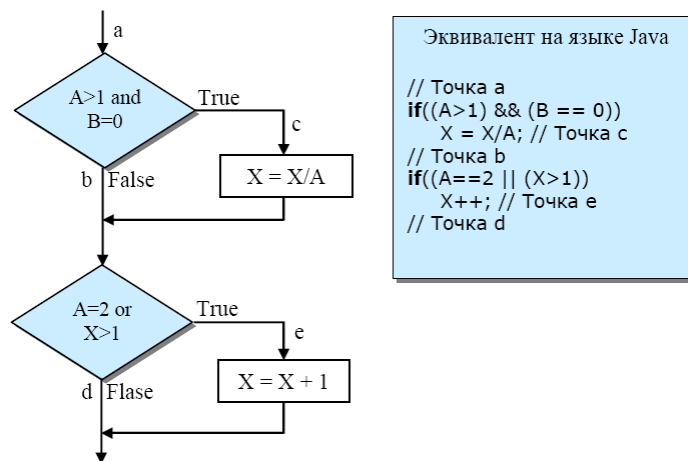 a
A>1 and
B=0
True
c
b
False
X = X/A
A=2 or
X>1
True
e
d
Flase
X = X + 1
Эквивалент на языке Java
// Точка a
if((A>1) && (B == 0))
X = X/A; // Точка c
// Точка b
if((A==2 || (X>1))
X++; // Точка e
// Точка d